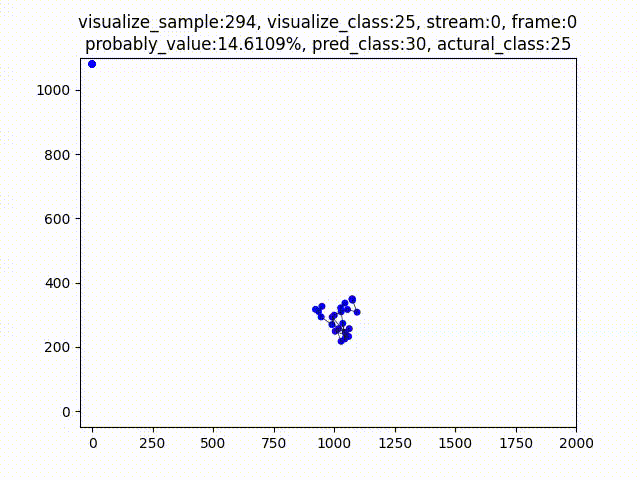 visualize_sample:294, visualize_class:25, stream:0, frame:0
probably_value:14.6109%, pred_class:30, actural_class:25
1000
800
600
400
200
0
0 250 500 750 1000 1250 1500 1750 2000